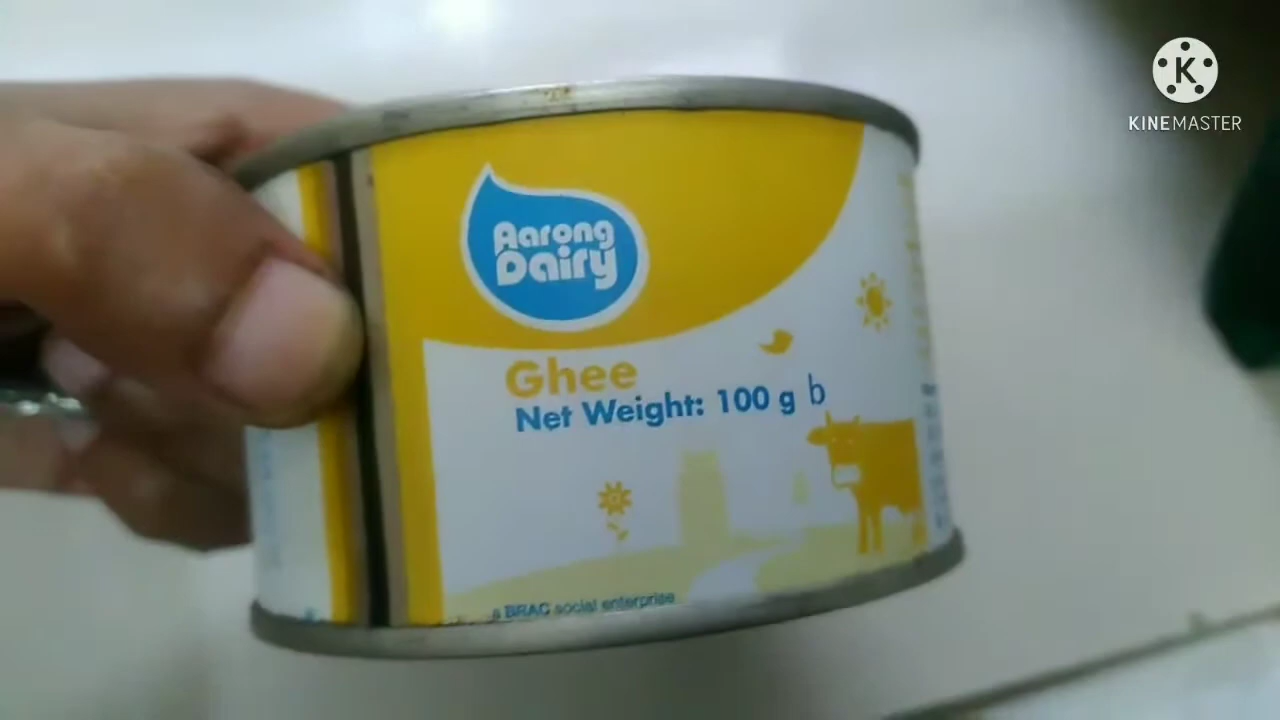 K
KINEMASTER
Aarong
Dairy
Ghee
Net Weight: 100 g b
a BRAC social enterprise